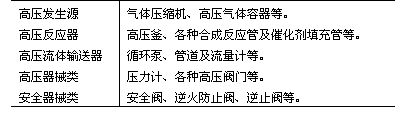 高压发生源 气体压缩机、高压气体容器等。
高压反应器 高压釜、各种合成反应管及催化剂填充管等。
高压流体输送器 循环泵、管道及流量计等。
高压器械类 压力计、各种高压阀门等。
安全器械类 安全阀、逆火防止阀、逆止阀等。